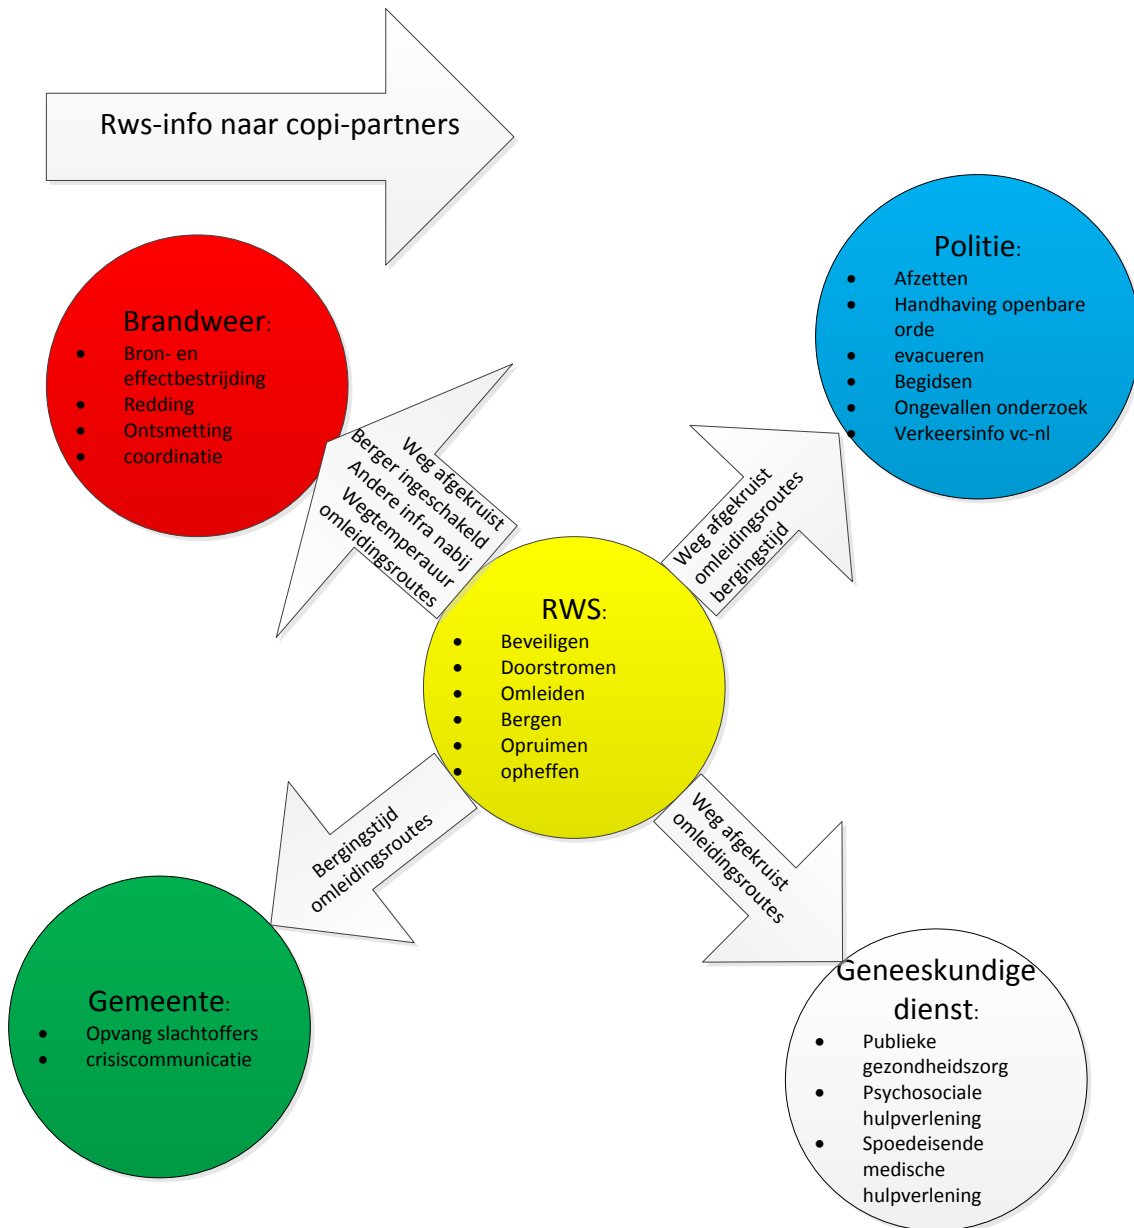 Rws-info naar copi-partners
Politie:
• Afzetten
• Handhaving openbare
orde
• evacueren
• Begidsen
• Ongevallen onderzoek
• Verkeersinfo vc-nl
Brandweer:
• Bron- en
effectbestrijding
• Redding
• Ontsmetting
• coordinatie
Weg afgekruist
Berger ingeschakeld
Andere infra nabij
Wegtemperauur
omleidingsroutes
Weg afgekruist
omleidingsroutes
bergingstijd
RWS:
• Beveiligen
• Doorstromen
• Omleiden
• Bergen
• Opruimen
• opheffen
Bergingstijd
omleidingsroutes
Weg afgekruist
omleidingsroutes
Gemeente:
• Opvang slachtoffers
• crisiscommunicatie
Geneeskundige
dienst:
• Publieke
gezondheidszorg
• Psychosociale
hulpverlening
• Spoedeisende
medische
hulpverlening